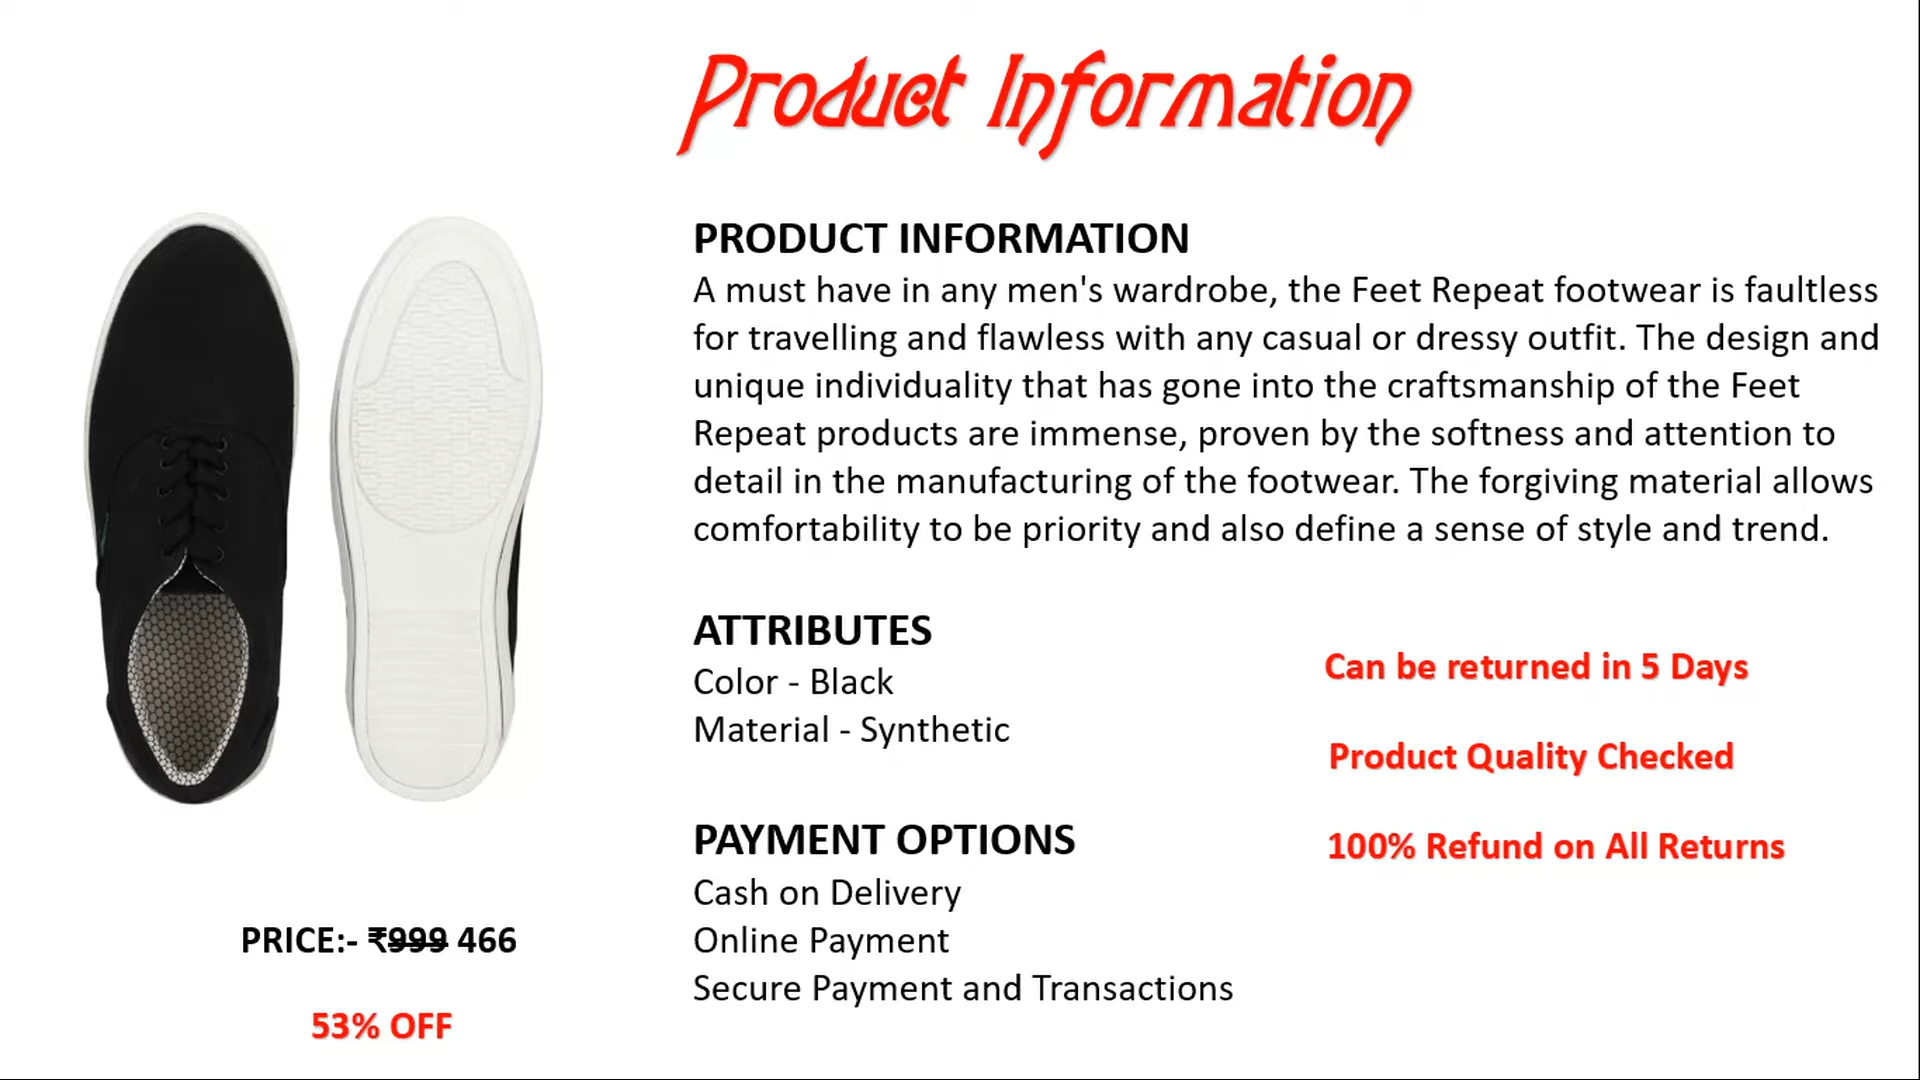 Product Information
PRODUCT INFORMATION
A must have in any men's wardrobe, the Feet Repeat footwear is faultless
for travelling and flawless with any casual or dressy outfit. The design and
unique individuality that has gone into the craftsmanship of the Feet
Repeat products are immense, proven by the softness and attention to
detail in the manufacturing of the footwear. The forgiving material allows
comfortability to be priority and also define a sense of style and trend.
ATTRIBUTES
Color - Black
Material - Synthetic
Can be returned in 5 Days
Product Quality Checked
100% Refund on All Returns
PAYMENT OPTIONS
Cash on Delivery
Online Payment
Secure Payment and Transactions
PRICE:- ₹999 466
53% OFF